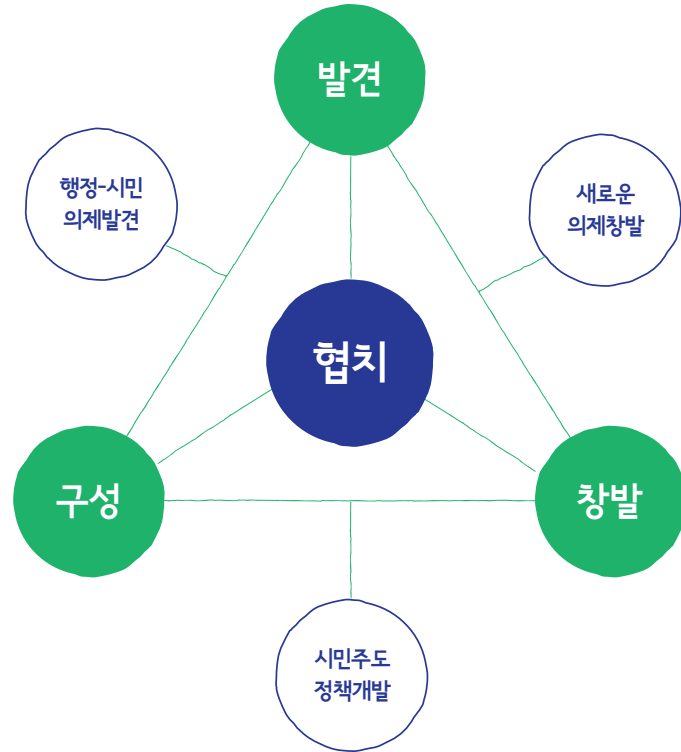 발견
행정-시민
의제발견
새로운
의제창발
협치
구성
창발
시민주도
정책개발